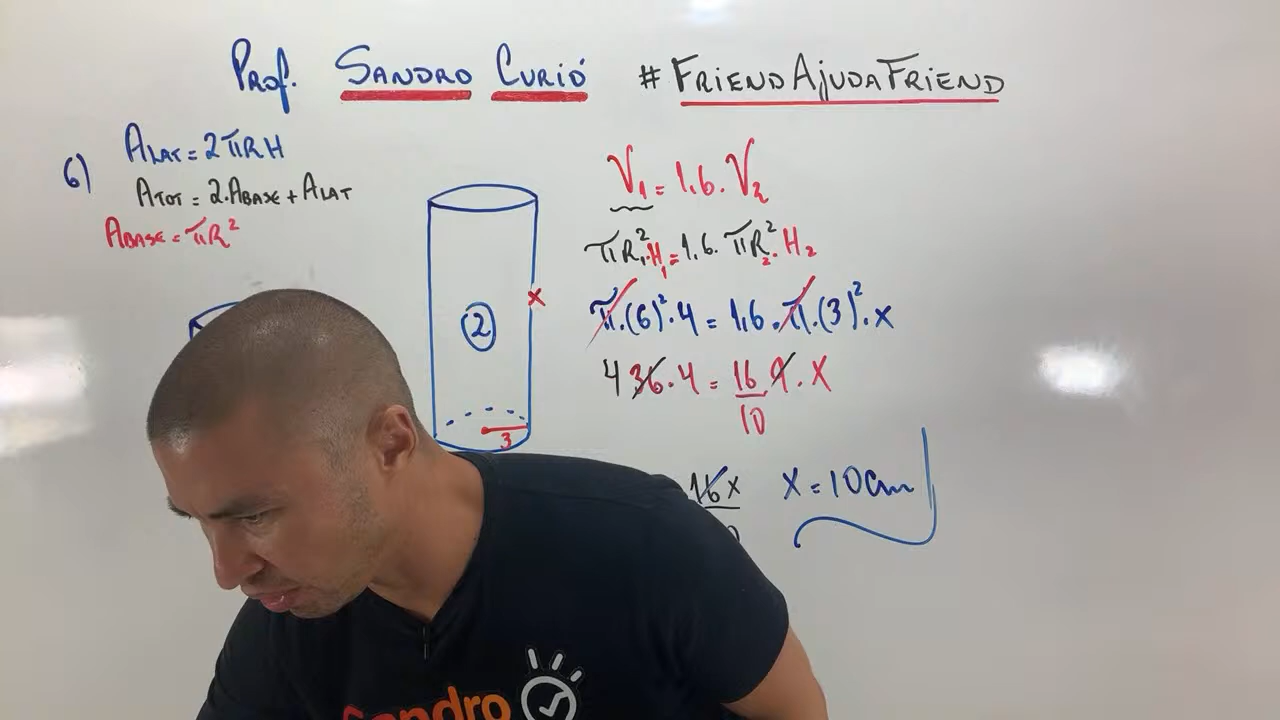 PROF. SANDRO CURIÓ #FRIENDAJUDAFRIEND
6) ALAT = 2πRH
ATOT = 2.ABASE + ALAT
ABASE = πR²
2
x
3
V₁ = 1,6. V₂
πR₁².H₁ = 1,6. πR₂².H₂
π.(6)².4 = 1,6.π.(3)².x
4 36.4 = 16/10 9.x
16x
x = 10cm
Sandro